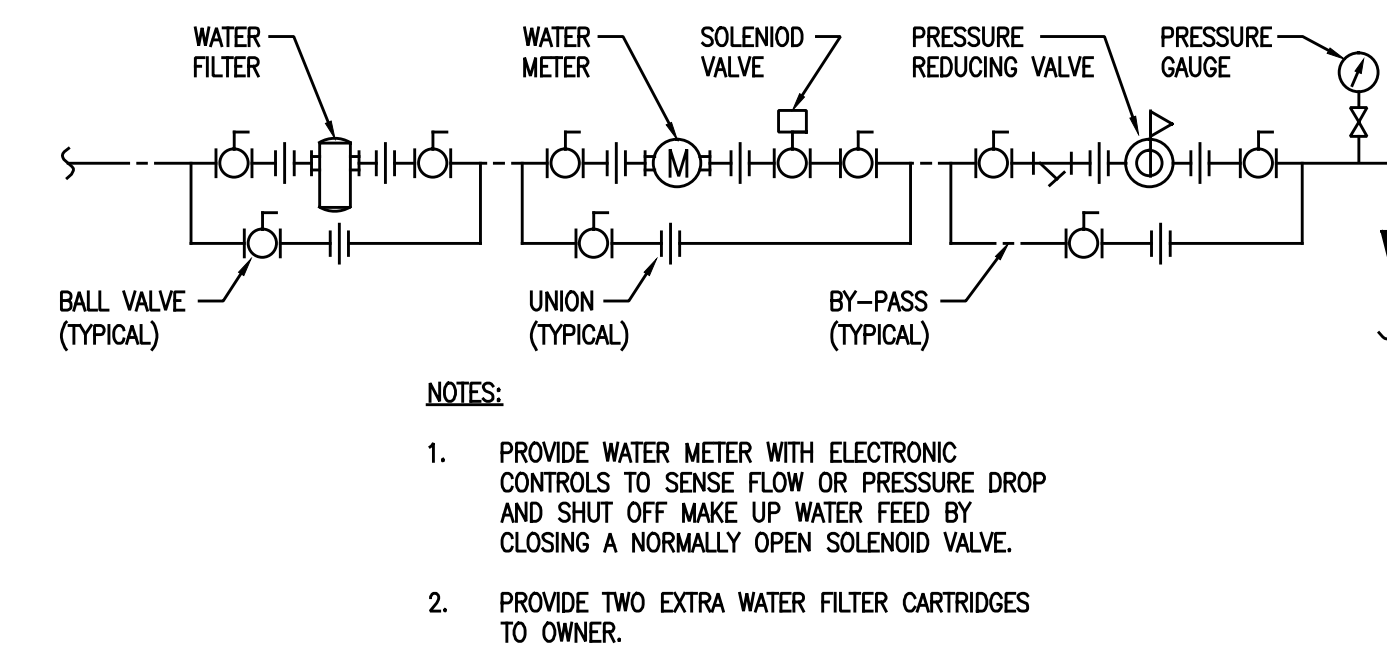 WATER
FILTER
WATER
METER
SOLENIOD
VALVE
PRESSURE
REDUCING VALVE
PRESSURE
GAUGE
M
BALL VALVE
(TYPICAL)
UNION
(TYPICAL)
BY-PASS
(TYPICAL)
NOTES:
1. PROVIDE WATER METER WITH ELECTRONIC
CONTROLS TO SENSE FLOW OR PRESSURE DROP
AND SHUT OFF MAKE UP WATER FEED BY
CLOSING A NORMALLY OPEN SOLENOID VALVE.
2. PROVIDE TWO EXTRA WATER FILTER CARTRIDGES
TO OWNER.